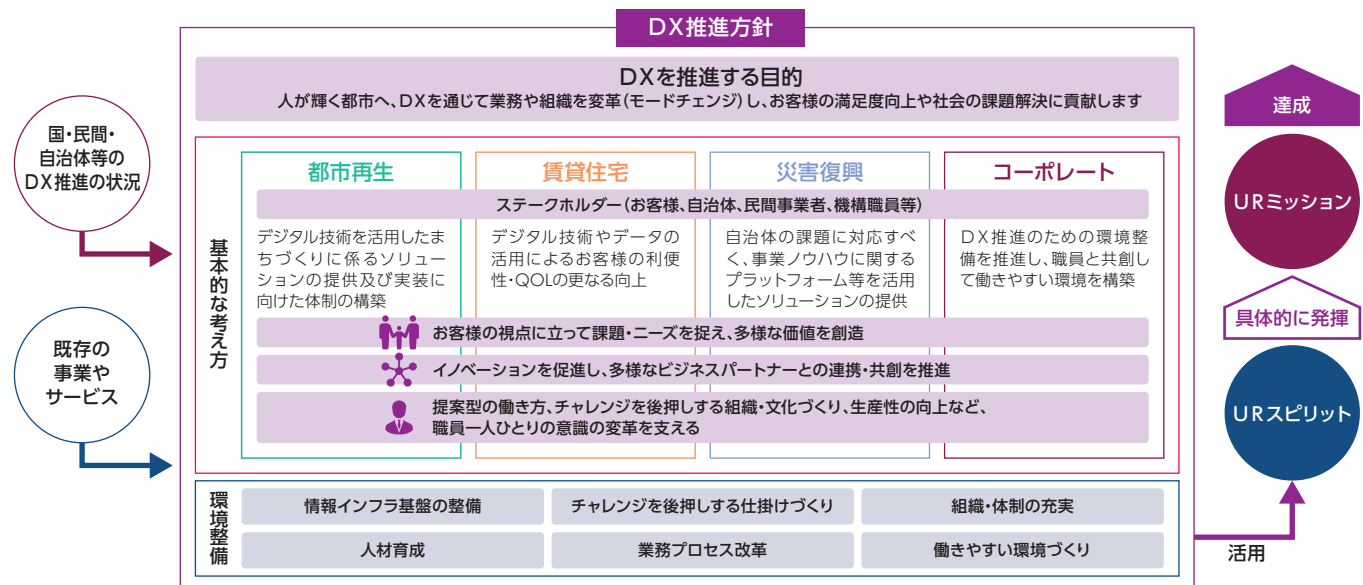 DX推進方針
DXを推進する目的
人が輝く都市へ、DXを通じて業務や組織を変革(モードチェンジ)し、お客様の満足度向上や社会の課題解決に貢献します
国・民間・
自治体等の
DX推進の状況
既存の
事業や
サービス
基本的な考え方
都市再生
賃貸住宅
災害復興
コーポレート
ステークホルダー(お客様、自治体、民間事業者、機構職員等)
デジタル技術を活用したま
ちづくりに係るソリュー
ションの提供及び実装に
向けた体制の構築
デジタル技術やデータの
活用によるお客様の利便
性・QOLの更なる向上
自治体の課題に対応すべ
く、事業ノウハウに関する
プラットフォーム等を活用
したソリューションの提供
DX推進のための環境整
備を推進し、職員と共創し
て働きやすい環境を構築
お客様の視点に立って課題・ニーズを捉え、多様な価値を創造
イノベーションを促進し、多様なビジネスパートナーとの連携・共創を推進
提案型の働き方、チャレンジを後押しする組織・文化づくり、生産性の向上など、
職員一人ひとりの意識の変革を支える
環境整備
情報インフラ基盤の整備
チャレンジを後押しする仕掛けづくり
組織・体制の充実
人材育成
業務プロセス改革
働きやすい環境づくり
達成
URミッション
具体的に発揮
URスピリット
活用